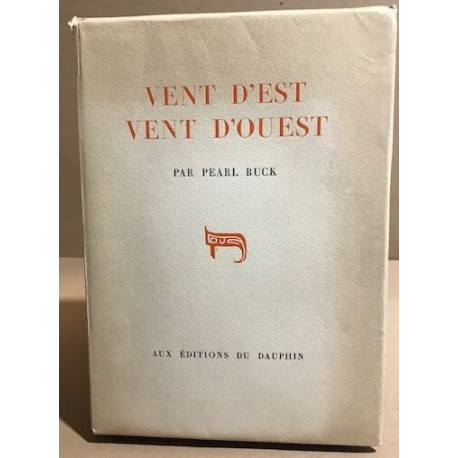 VENT D'EST
VENT D'OUEST
PAR PEARL BUCK
AUX ÉDITIONS DU DAUPHIN